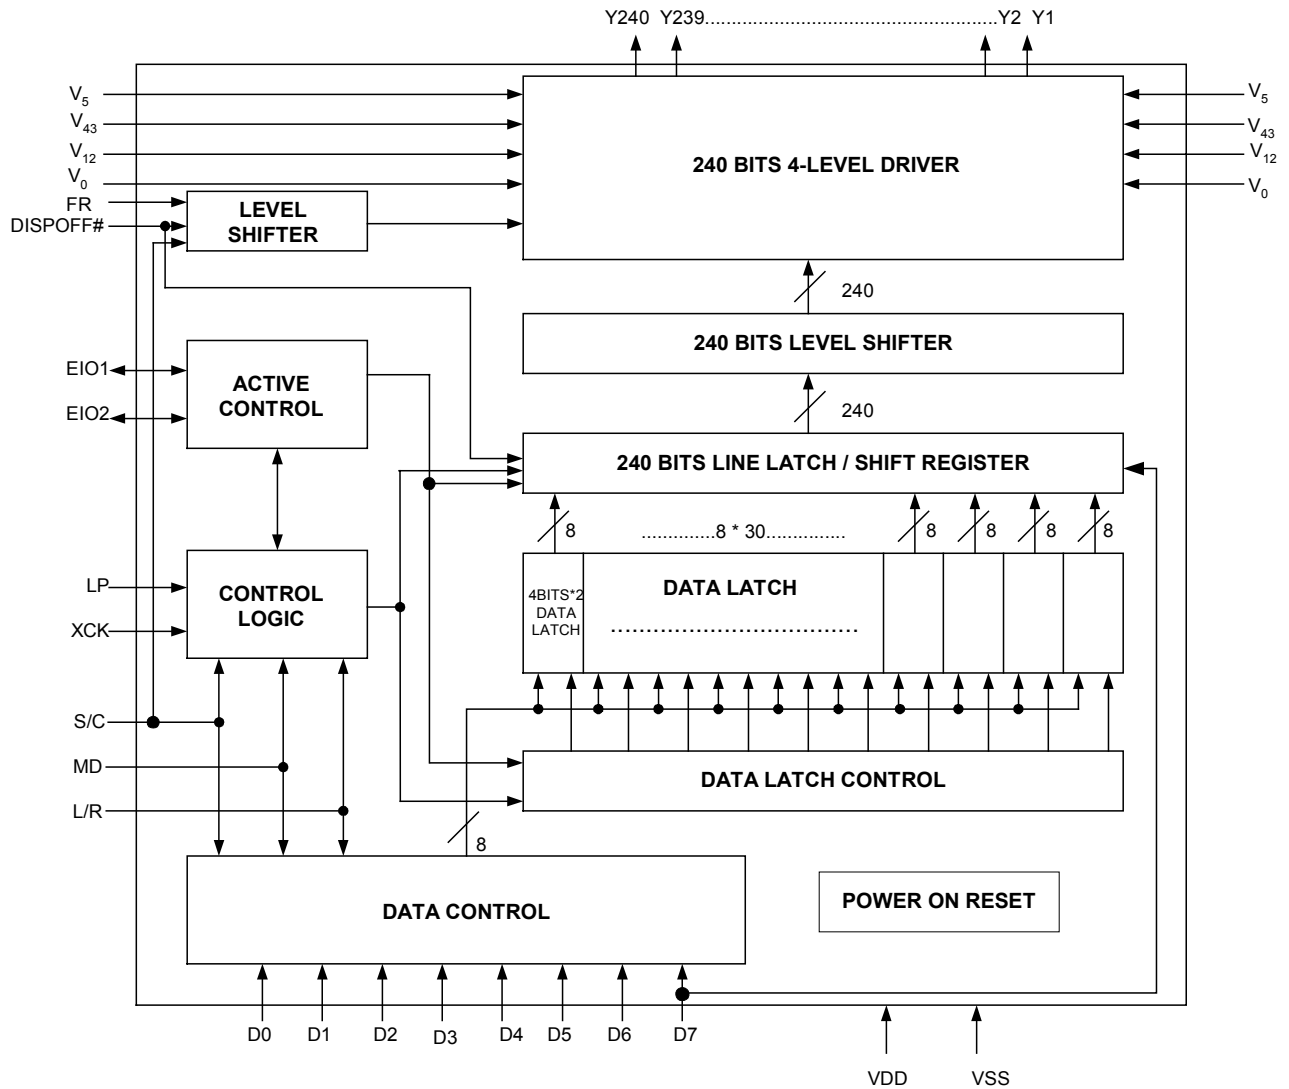 Y240 Y239..................................................Y2 Y1
V5
V43
V12
V0
FR
DISPOFF#
LEVEL
SHIFTER
240 BITS 4-LEVEL DRIVER
V5
V43
V12
V0
240
240 BITS LEVEL SHIFTER
240
EIO1
EIO2
ACTIVE
CONTROL
240 BITS LINE LATCH / SHIFT REGISTER
8
..............8 * 30...............
8
8
8
8
LP
XCK
CONTROL
LOGIC
4BITS*2
DATA
LATCH
DATA LATCH
...................................
S/C
MD
L/R
DATA LATCH CONTROL
8
DATA CONTROL
POWER ON RESET
D0 D1 D2 D3 D4 D5 D6 D7
VDD VSS